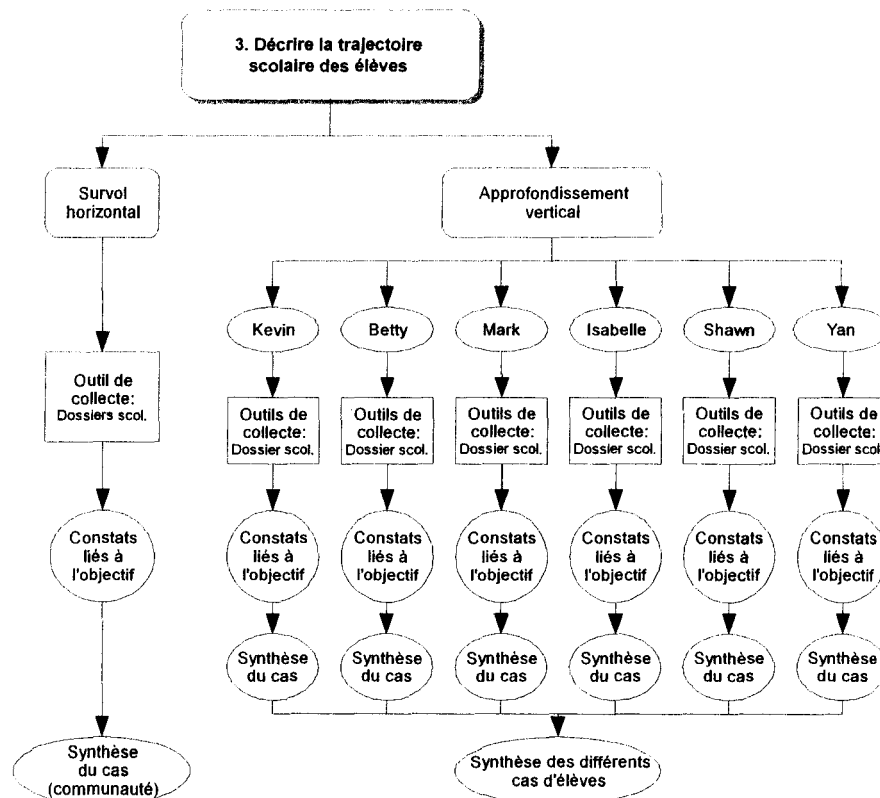 3. Décrire la trajectoire
scolaire des élèves
Survol
horizontal
Approfondissement
vertical
Kevin
Betty
Mark
Isabelle
Shawn
Yan
Outil de
collecte:
Dossiers scol.
Outils de
collecte:
Dossier scol.
Outils de
collecte:
Dossier scol.
Outils de
collecte:
Dossier scol.
Outils de
collecte:
Dossier scol.
Outils de
collecte:
Dossier scol.
Outils de
collecte:
Dossier scol.
Constats
liés à
l'objectif
Constats
liés à
l'objectif
Constats
liés à
l'objectif
Constats
liés à
l'objectif
Constats
liés à
l'objectif
Constats
liés à
l'objectif
Constats
liés à
l'objectif
Synthèse
du cas
Synthèse
du cas
Synthèse
du cas
Synthèse
du cas
Synthèse
du cas
Synthèse
du cas
Synthèse
du cas
(communauté)
Synthèse des différents
cas d'élèves